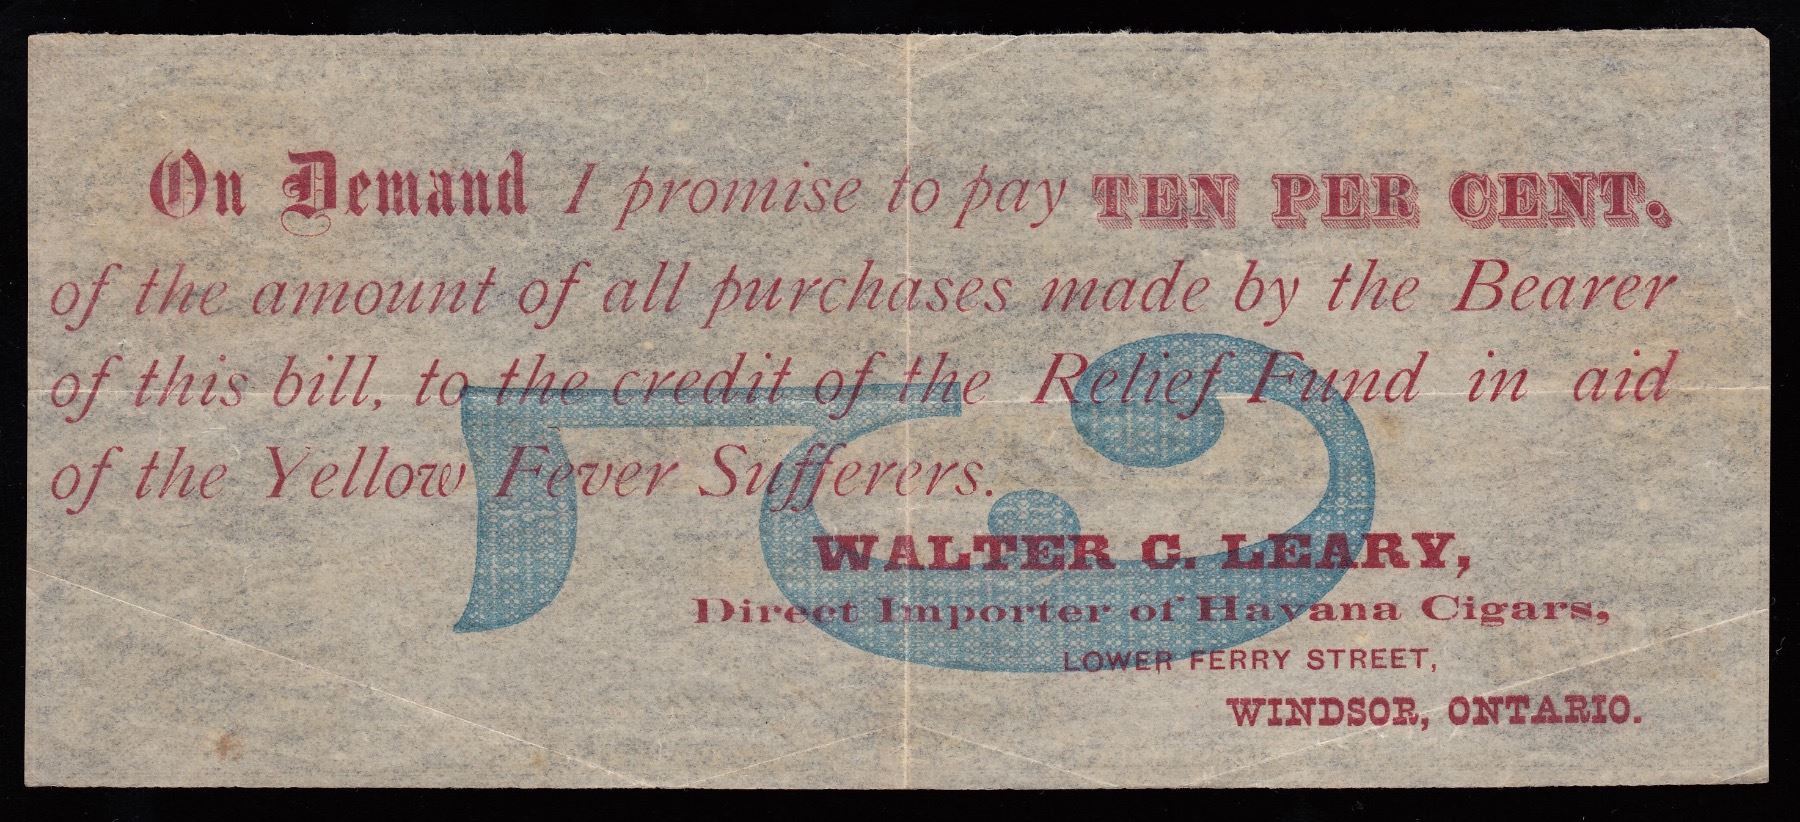 On Demand I promise to pay TEN PER CENT.
of the amount of all purchases made by the Bearer
of this bill, to the credit of the Relief Fund in aid
of the Yellow Fever Sufferers.
WALTER C. LEARY,
Direct Importer of Havana Cigars,
LOWER FERRY STREET,
WINDSOR, ONTARIO.
5